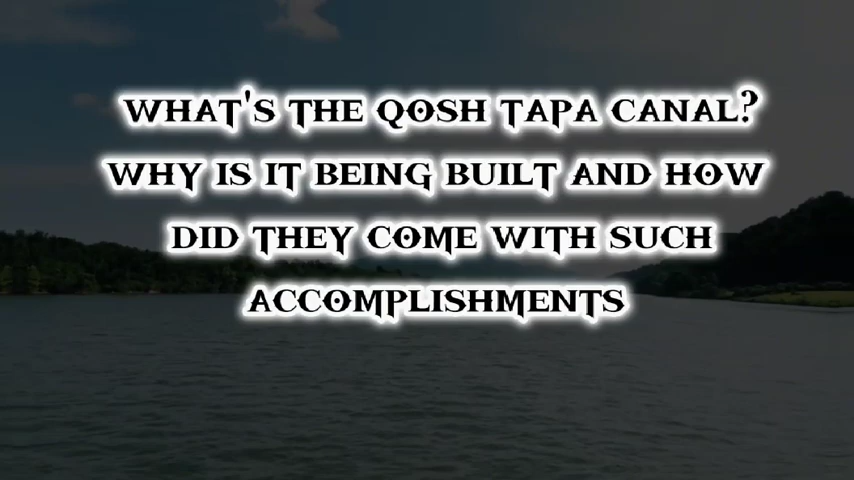 WHAT'S THE QOSH TAPA CANAL?
WHY IS IT BEING BUILT AND HOW
DID THEY COME WITH SUCH
ACCOMPLISHMENTS